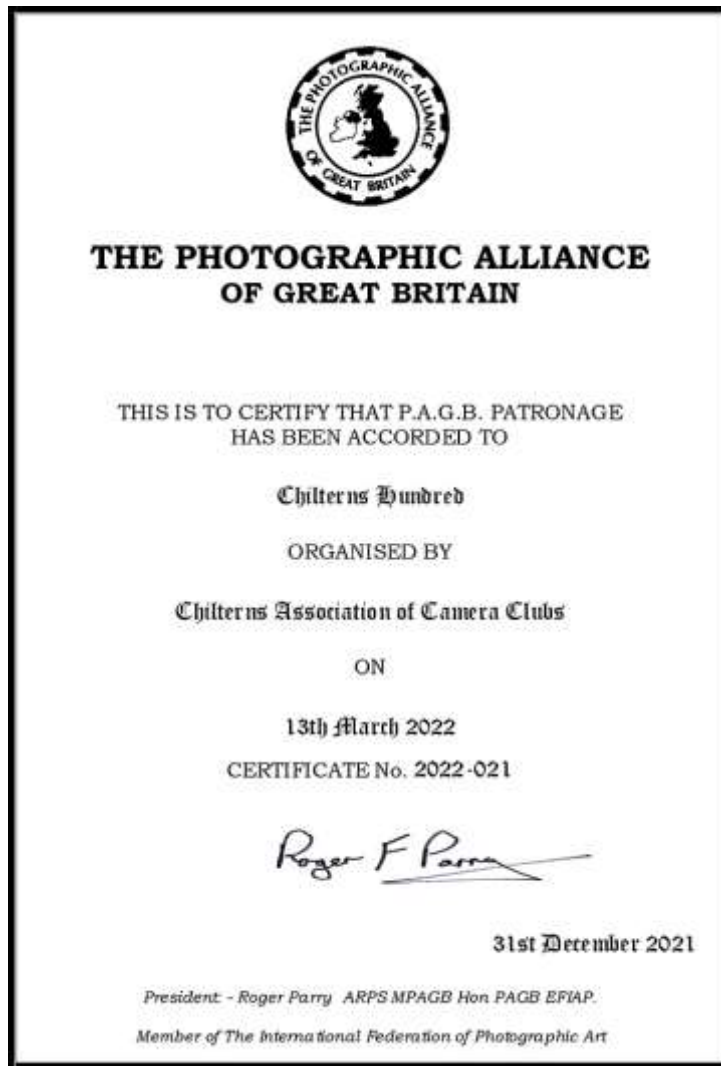 THE PHOTOGRAPHIC ALLIANCE
OF GREAT BRITAIN
THE PHOTOGRAPHIC ALLIANCE
OF GREAT BRITAIN
THIS IS TO CERTIFY THAT P.A.G.B. PATRONAGE
HAS BEEN ACCORDED TO
Chilterns Hundred
ORGANISED BY
Chilterns Association of Camera Clubs
ON
13th March 2022
CERTIFICATE No. 2022-021
Roger F Parry
31st December 2021
President: - Roger Parry ARPS MPAGB Hon PAGB EFIAP.
Member of The International Federation of Photographic Art